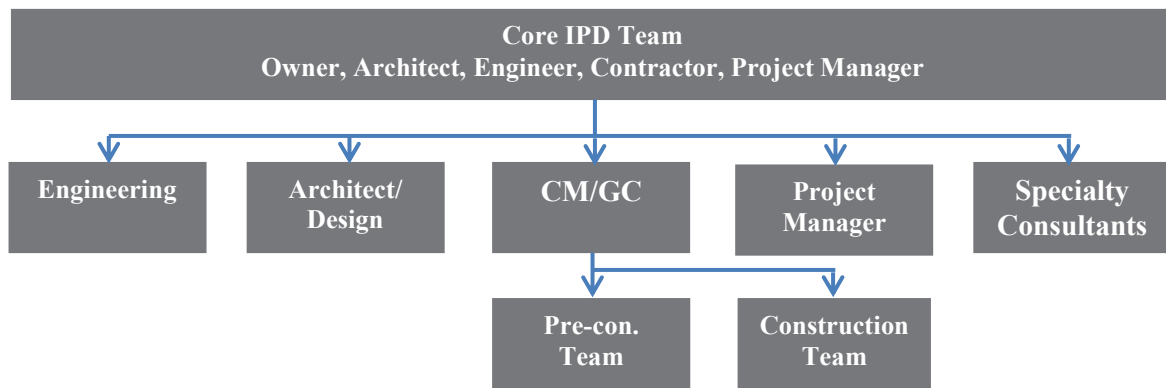 Core IPD Team
Owner, Architect, Engineer, Contractor, Project Manager
Engineering
Architect/
Design
CM/GC
Project
Manager
Specialty
Consultants
Pre-con.
Team
Construction
Team